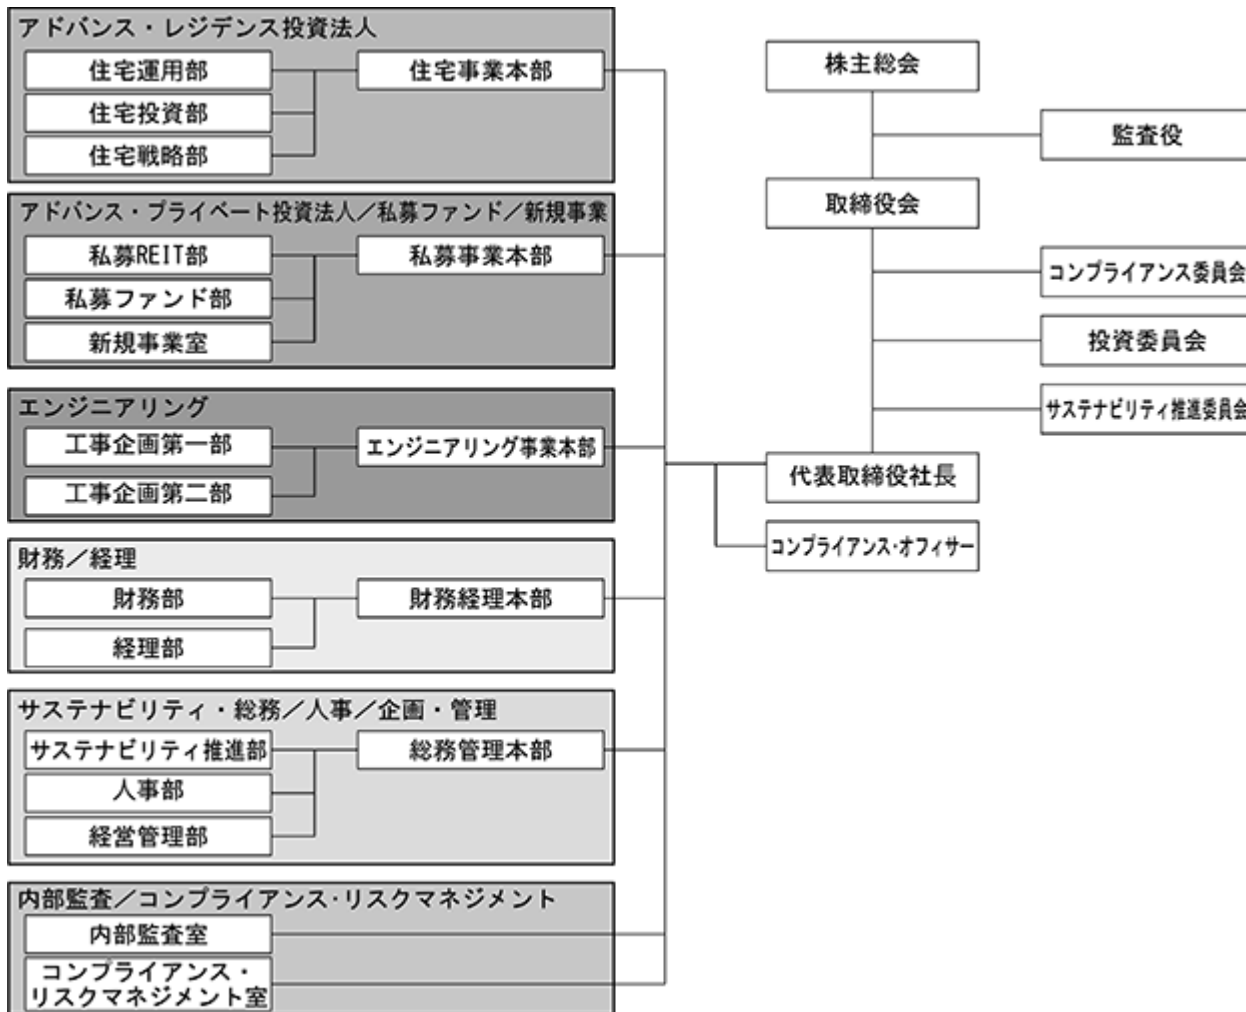 アドバンス・レジデンス投資法人
住宅運用部
住宅事業本部
住宅投資部
住宅戦略部
アドバンス・プライベート投資法人／私募ファンド／新規事業
私募REIT部
私募事業本部
私募ファンド部
新規事業室
エンジニアリング
工事企画第一部
エンジニアリング事業本部
工事企画第二部
財務／経理
財務部
財務経理本部
経理部
サステナビリティ・総務／人事／企画・管理
サステナビリティ推進部
総務管理本部
人事部
経営管理部
内部監査／コンプライアンス･リスクマネジメント
内部監査室
コンプライアンス・
リスクマネジメント室
株主総会
監査役
取締役会
コンプライアンス委員会
投資委員会
サステナビリティ推進委員会
代表取締役社長
コンプライアンス･オフィサー